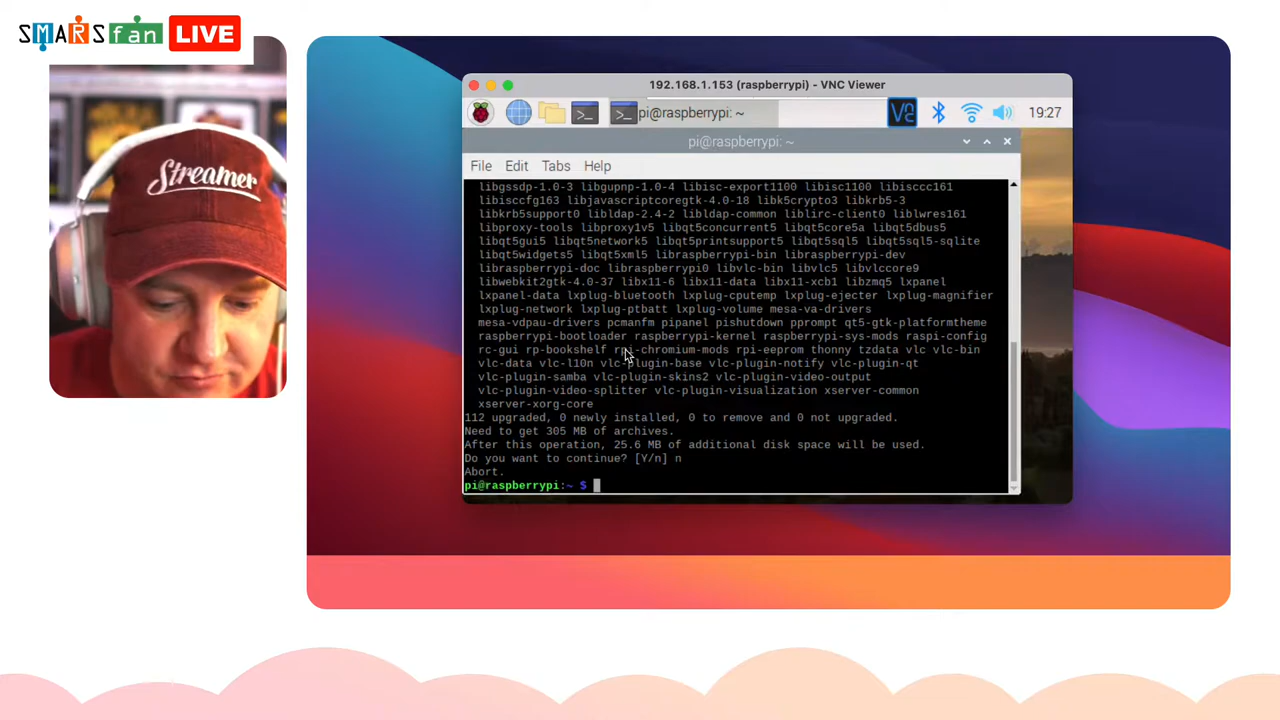 SMARS fan LIVE
Streamer
192.168.1.153 (raspberrypi) - VNC Viewer
pi@raspberrypi: ~
19:27
pi@raspberrypi: ~
File Edit Tabs Help
libgssdp-1.0-3 libgupnp-1.0-4 libisc-export1100 libisc1100 libisccc161
libisccfg163 libjavascriptcoregtk-4.0-18 libk5crypto3 libkrb5-3
libkrb5support0 libldap-2.4-2 libldap-common liblirc-client0 liblwres161
libproxy-tools libproxy1v5 libqt5concurrent5 libqt5core5a libqt5dbus5
libqt5gui5 libqt5network5 libqt5printsupport5 libqt5sql5 libqt5sql5-sqlite
libqt5widgets5 libqt5xml5 libraspberrypi-bin libraspberrypi-dev
libraspberrypi-doc libraspberrypi0 libvlc-bin libvlc5 libvlccore9
libwebkit2gtk-4.0-37 libx11-6 libx11-data libx11-xcb1 libzmq5 lxpanel
lxpanel-data lxplug-bluetooth lxplug-cputemp lxplug-ejecter lxplug-magnifier
lxplug-network lxplug-ptbatt lxplug-volume mesa-va-drivers
mesa-vdpau-drivers pcmanfm pipanel pishutdown pprompt qt5-gtk-platformtheme
raspberrypi-bootloader raspberrypi-kernel raspberrypi-sys-mods raspi-config
rc-gui rp-bookshelf rpi-chromium-mods rpi-eeprom thonny tzdata vlc vlc-bin
vlc-data vlc-l10n vlc-plugin-base vlc-plugin-notify vlc-plugin-qt
vlc-plugin-samba vlc-plugin-skins2 vlc-plugin-video-output
vlc-plugin-video-splitter vlc-plugin-visualization xserver-common
xserver-xorg-core
112 upgraded, 0 newly installed, 0 to remove and 0 not upgraded.
Need to get 305 MB of archives.
After this operation, 25.6 MB of additional disk space will be used.
Do you want to continue? [Y/n] n
Abort.
pi@raspberrypi:~ $